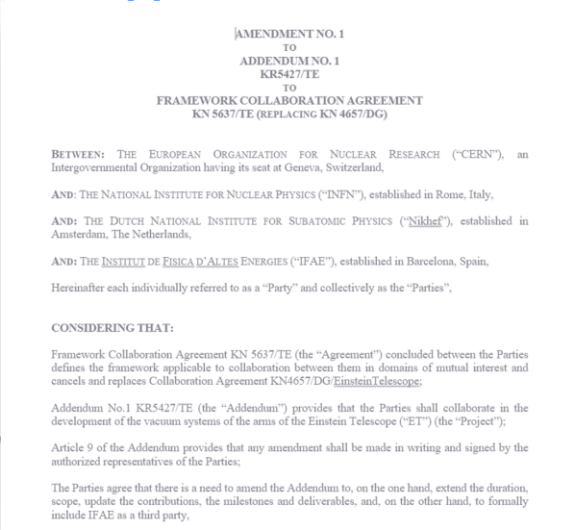 AMENDMENT NO. 1
TO
ADDENDUM NO. 1
KR5427/TE
TO
FRAMEWORK COLLABORATION AGREEMENT
KN 5637/TE (REPLACING KN 4657/DG)
BETWEEN: THE EUROPEAN ORGANIZATION FOR NUCLEAR RESEARCH (“CERN”), an
Intergovernmental Organization having its seat at Geneva, Switzerland,
AND: THE NATIONAL INSTITUTE FOR NUCLEAR PHYSICS (“INFN”), established in Rome, Italy,
AND: THE DUTCH NATIONAL INSTITUTE FOR SUBATOMIC PHYSICS (“Nikhef”), established in
Amsterdam, The Netherlands,
AND: THE INSTITUT DE FISICA D’ALTES ENERGIES (“IFAE”), established in Barcelona, Spain,
Hereinafter each individually referred to as a “Party” and collectively as the “Parties”,
CONSIDERING THAT:
Framework Collaboration Agreement KN 5637/TE (the “Agreement”) concluded between the Parties
defines the framework applicable to collaboration between them in domains of mutual interest and
cancels and replaces Collaboration Agreement KN4657/DG/EinsteinTelescope;
Addendum No.1 KR5427/TE (the “Addendum”) provides that the Parties shall collaborate in the
development of the vacuum systems of the arms of the Einstein Telescope (“ET”) (the “Project”);
Article 9 of the Addendum provides that any amendment shall be made in writing and signed by the
authorized representatives of the Parties;
The Parties agree that there is a need to amend the Addendum to, on the one hand, extend the duration,
scope, update the contributions, the milestones and deliverables, and, on the other hand, to formally
include IFAE as a third party,